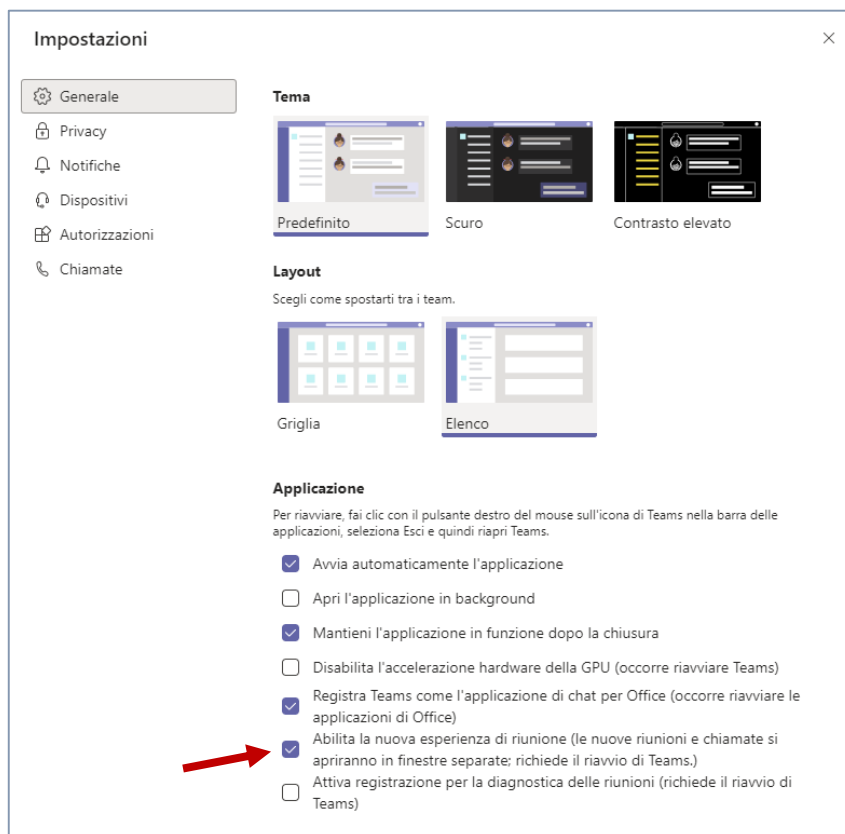 Impostazioni
Generale
Privacy
Notifiche
Dispositivi
Autorizzazioni
Chiamate
Tema
Predefinito
Scuro
Contrasto elevato
Layout
Scegli come spostarti tra i team.
Griglia
Elenco
Applicazione
Per riavviare, fai clic con il pulsante destro del mouse sull'icona di Teams nella barra delle
applicazioni, seleziona Esci e quindi riapri Teams.
Avvia automaticamente l'applicazione
Apri l'applicazione in background
Mantieni l'applicazione in funzione dopo la chiusura
Disabilita l'accelerazione hardware della GPU (occorre riavviare Teams)
Registra Teams come l'applicazione di chat per Office (occorre riavviare le
applicazioni di Office)
Abilita la nuova esperienza di riunione (le nuove riunioni e chiamate si
apriranno in finestre separate; richiede il riavvio di Teams.)
Attiva registrazione per la diagnostica delle riunioni (richiede il riavvio di
Teams)